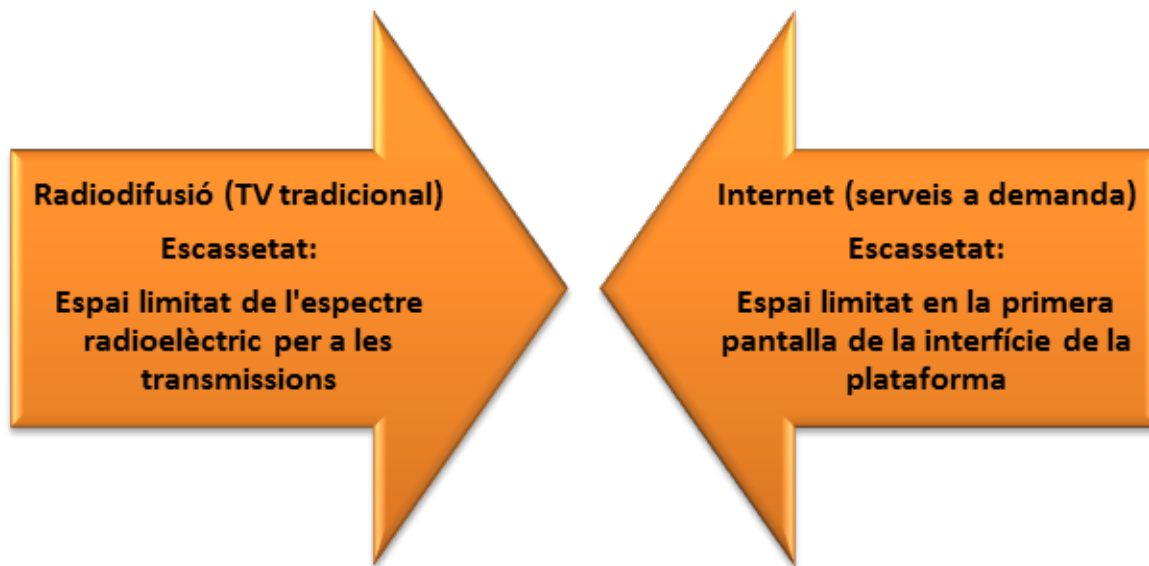 Radiodifusió (TV tradicional)
Escassetat:
Espai limitat de l'espectre
radioelèctric per a les
transmissions
Internet (serveis a demanda)
Escassetat:
Espai limitat en la primera
pantalla de la interfície de la
plataforma